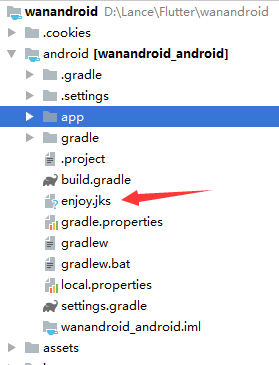 wanandroid D:\Lance\Flutter\wanandroid
.cookies
android [wanandroid_android]
.gradle
.settings
app
gradle
.project
build.gradle
enjoy.jks
gradle.properties
gradlew
gradlew.bat
local.properties
settings.gradle
wanandroid_android.iml
assets